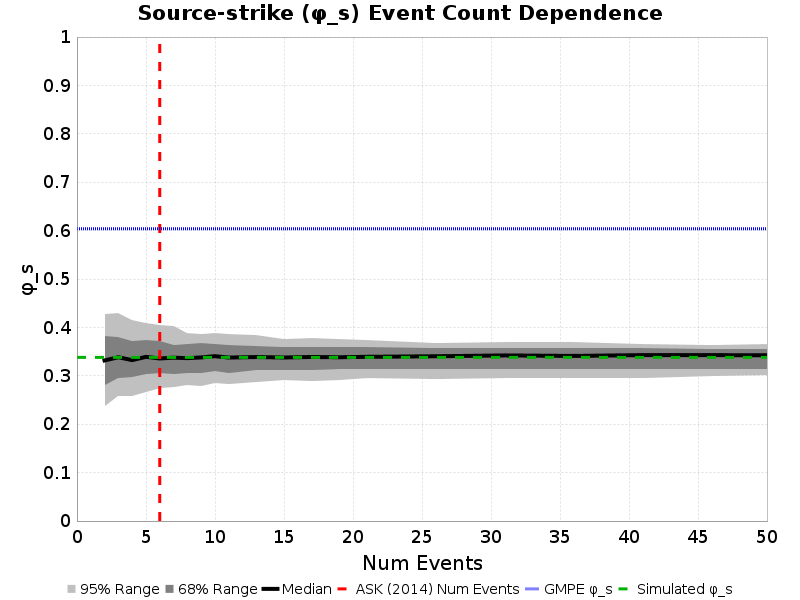 Source-strike (φ_s) Event Count Dependence
1
0.9
0.8
0.7
0.6
0.5
0.4
0.3
0.2
0.1
0
φ_s
0 5 10 15 20 25 30 35 40 45 50
Num Events
95% Range 68% Range Median ASK (2014) Num Events GMPE φ_s Simulated φ_s